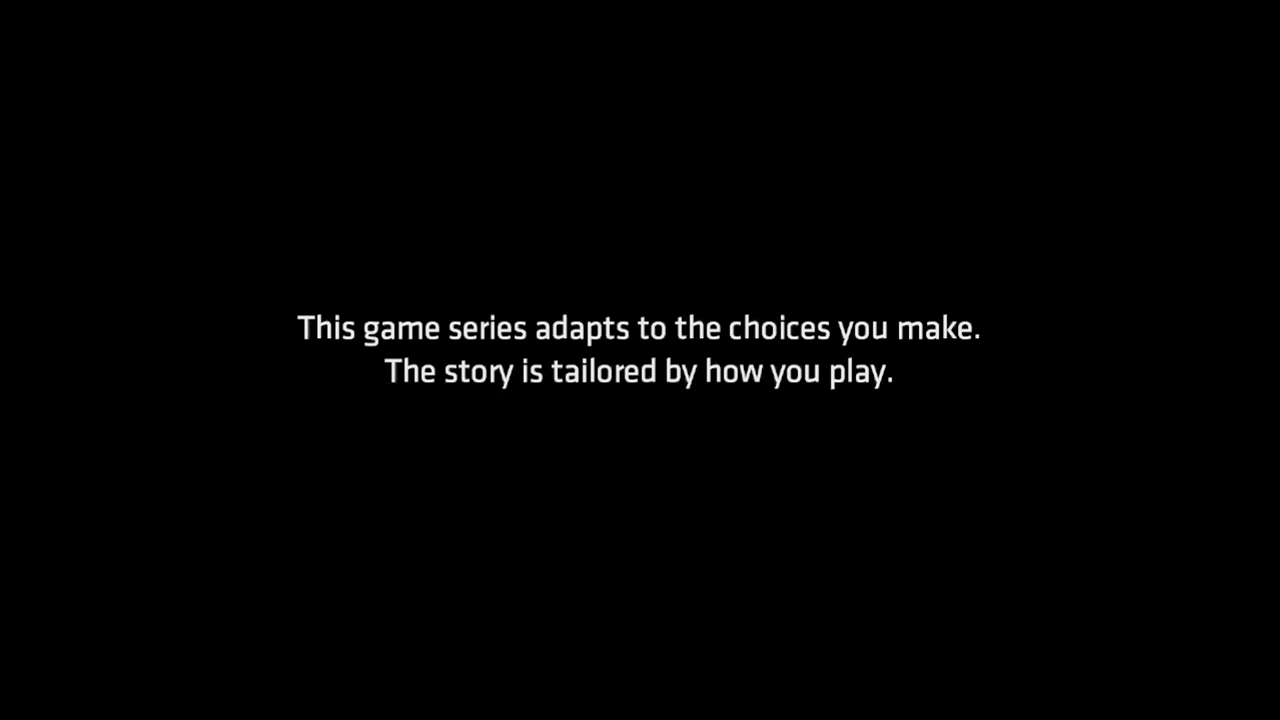 This game series adapts to the choices you make.
The story is tailored by how you play.